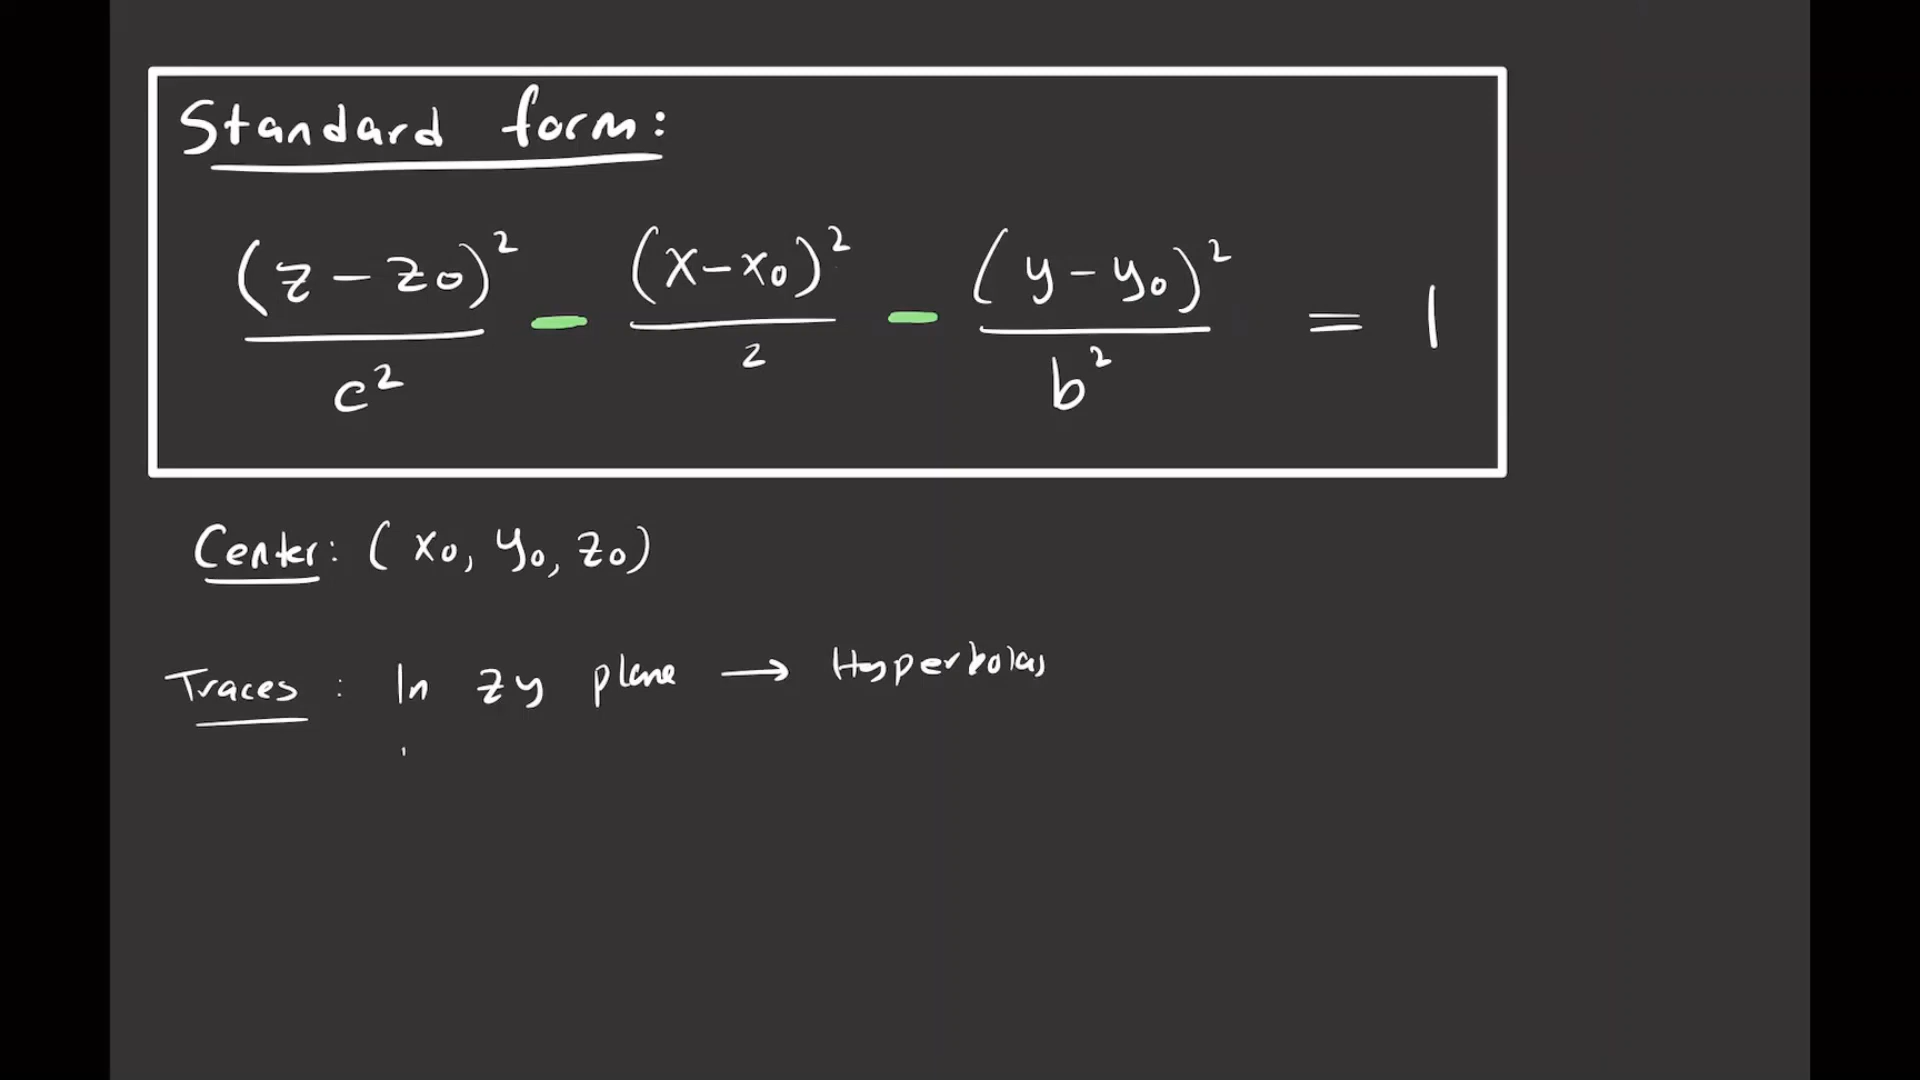 Standard form:
(z - z0)² / c² - (x - x0)² / ² - (y - y0)² / b² = 1
Center: (x0, y0, z0)
Traces: In zy plane → Hyperbolas